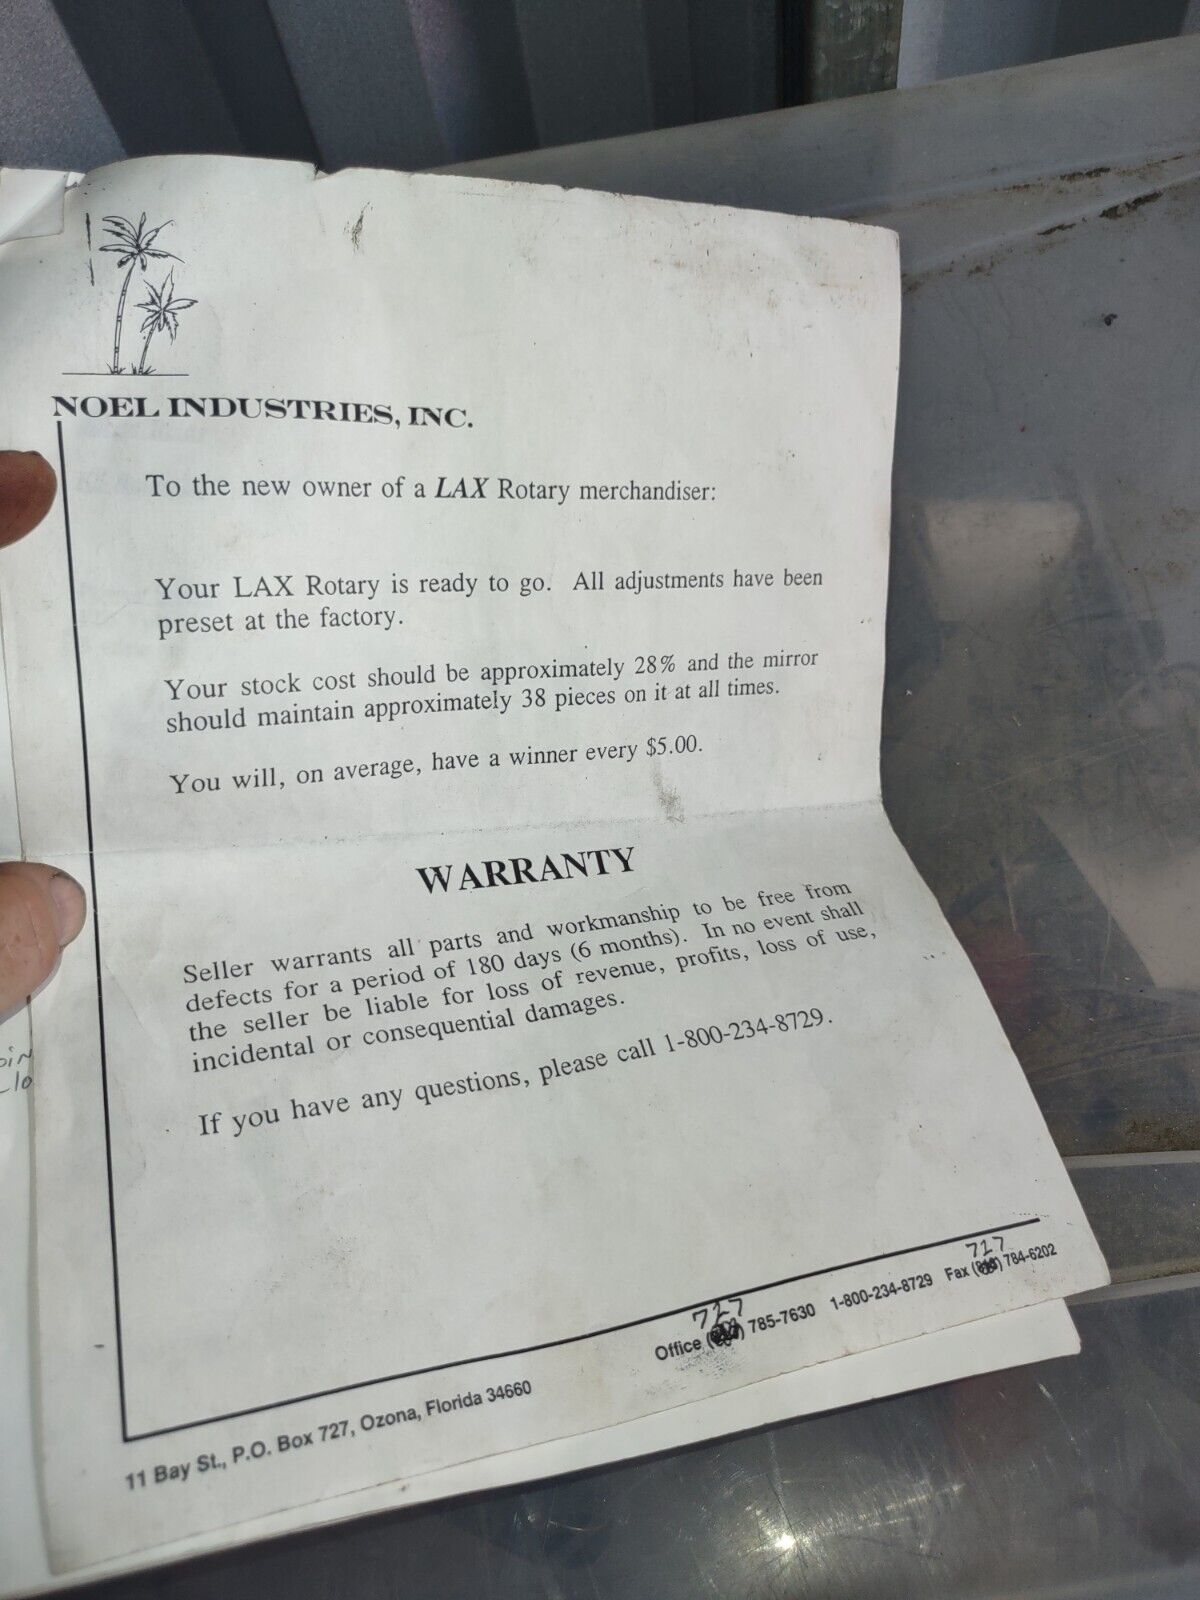 NOEL INDUSTRIES, INC.
To the new owner of a LAX Rotary merchandiser:
Your LAX Rotary is ready to go. All adjustments have been
preset at the factory.
Your stock cost should be approximately 28% and the mirror
should maintain approximately 38 pieces on it at all times.
You will, on average, have a winner every $5.00.
WARRANTY
Seller warrants all parts and workmanship to be free from
defects for a period of 180 days (6 months). In no event shall
the seller be liable for loss of revenue, profits, loss of use,
incidental or consequential damages.
If you have any questions, please call 1-800-234-8729.
727 727
Office ( ) 785-7630 1-800-234-8729 Fax ( ) 784-6202
11 Bay St., P.O. Box 727, Ozona, Florida 34660